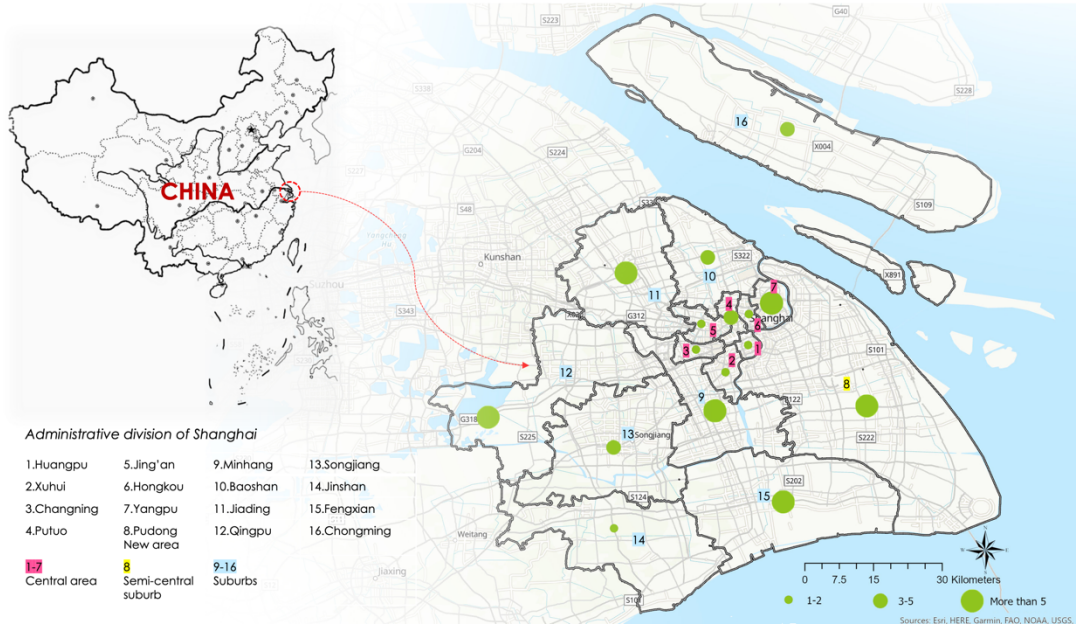 CHINA
Administrative division of Shanghai
1.Huangpu
2.Xuhui
3.Changning
4.Putuo
5.Jing'an
6.Hongkou
7.Yangpu
8.Pudong
New area
9.Minhang
10.Baoshan
11.Jiading
12.Qingpu
13.Songjiang
14.Jinshan
15.Fengxian
16.Chongming
1-7
Central area
8
Semi-central
suburb
9-16
Suburbs
S223
G40
S228
S338
G204
S224
S227
16
X004
S109
S48
Yangcheng
Hu
Kunshan
S322
10
X891
Suzhou
11
7
4
Shanghai
S343
G312
5
6
3
1
S101
2
12
8
9
G318
S225
13
Songjiang
S222
S124
S202
15
Weitang
14
Jiaxing
0
7.5
15
30 Kilometers
1-2
3-5
More than 5
Sources: Esri, HERE, Garmin, FAO, NOAA, USGS,